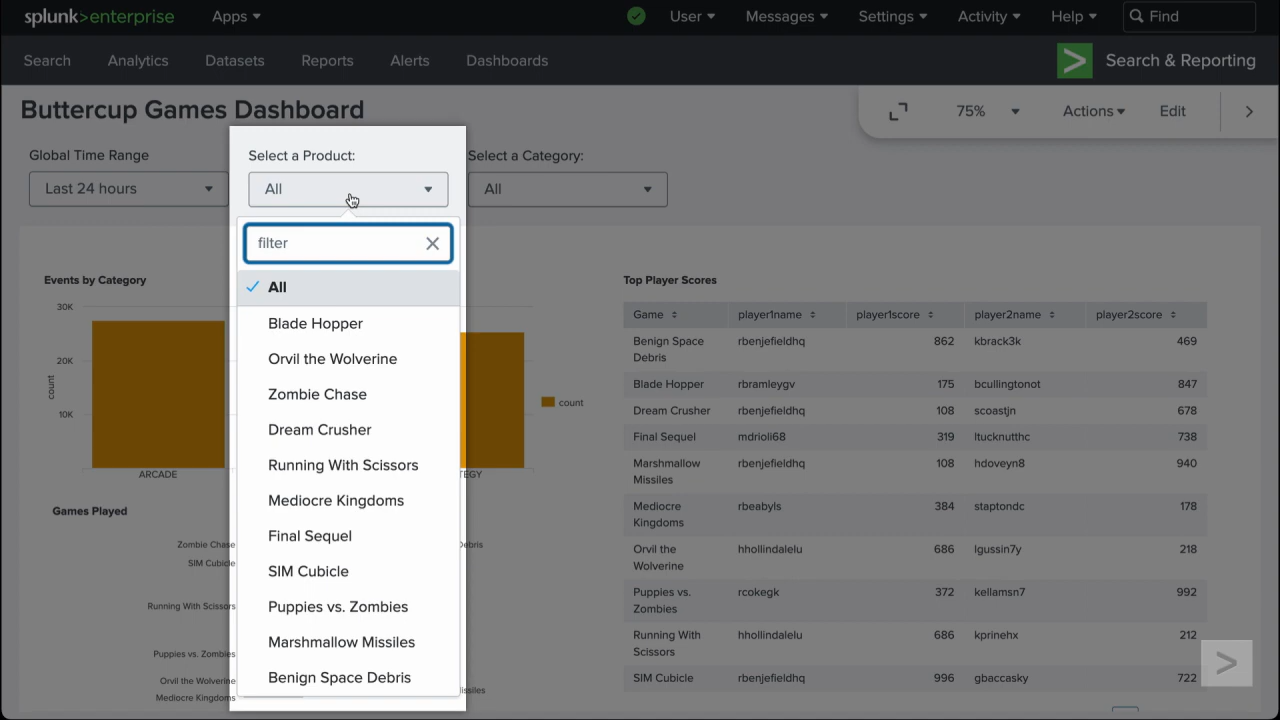 splunk>enterprise Apps User Messages Settings Activity Help Find
Search Analytics Datasets Reports Alerts Dashboards Search & Reporting
Buttercup Games Dashboard
75% Actions Edit
Global Time Range
Last 24 hours
Select a Product:
All
Select a Category:
All
filter
All
Blade Hopper
Orvil the Wolverine
Zombie Chase
Dream Crusher
Running With Scissors
Mediocre Kingdoms
Final Sequel
SIM Cubicle
Puppies vs. Zombies
Marshmallow Missiles
Benign Space Debris
Events by Category
30K
20K
10K
count
ARCADE
TEGY
count
Games Played
Zombie Chase
SIM Cubicle
Running With Scissors
Puppies vs. Zombies
Orvil the Wolverine
Mediocre Kingdoms
Debris
issiles
Top Player Scores
Game player1name player1score player2name player2score
Benign Space
Debris
rbenjefieldhq 862 kbrack3k 469
Blade Hopper rbramleygv 175 bcullingtonot 847
Dream Crusher rbenjefieldhq 108 scoastjn 678
Final Sequel mdrioli68 319 ltucknutthc 738
Marshmallow
Missiles
rbenjefieldhq 108 hdoveyn8 940
Mediocre
Kingdoms
rbeabyls 384 staptondc 178
Orvil the
Wolverine
hhollindalelu 686 lgussin7y 218
Puppies vs.
Zombies
rcokegk 372 kellamsn7 992
Running With
Scissors
hhollindalelu 686 kprinehx 212
SIM Cubicle rbenjefieldhq 996 gbaccasky 722